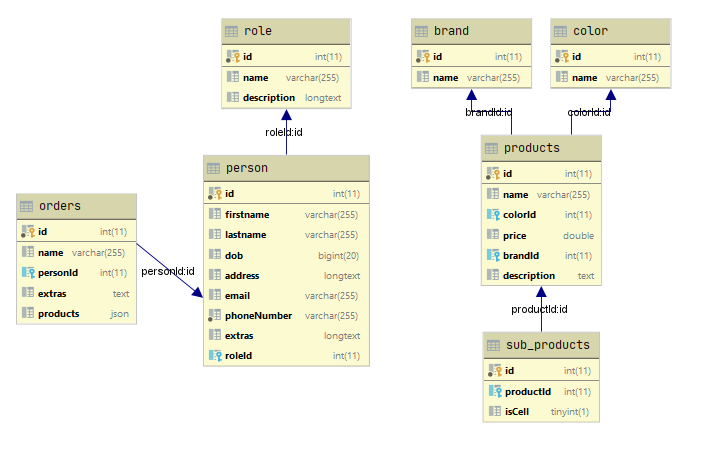 role
id int(11)
name varchar(255)
description longtext
roleId:id
brand
id int(11)
name varchar(255)
brandId:id
color
id int(11)
name varchar(255)
colorId:id
person
id int(11)
firstname varchar(255)
lastname varchar(255)
dob bigint(20)
address longtext
email varchar(255)
phoneNumber varchar(255)
extras longtext
roleId int(11)
orders
id int(11)
name varchar(255)
personId int(11)
extras text
products json
personId:id
products
id int(11)
name varchar(255)
colorId int(11)
price double
brandId int(11)
description text
productId:id
sub_products
id int(11)
productId int(11)
isCell tinyint(1)